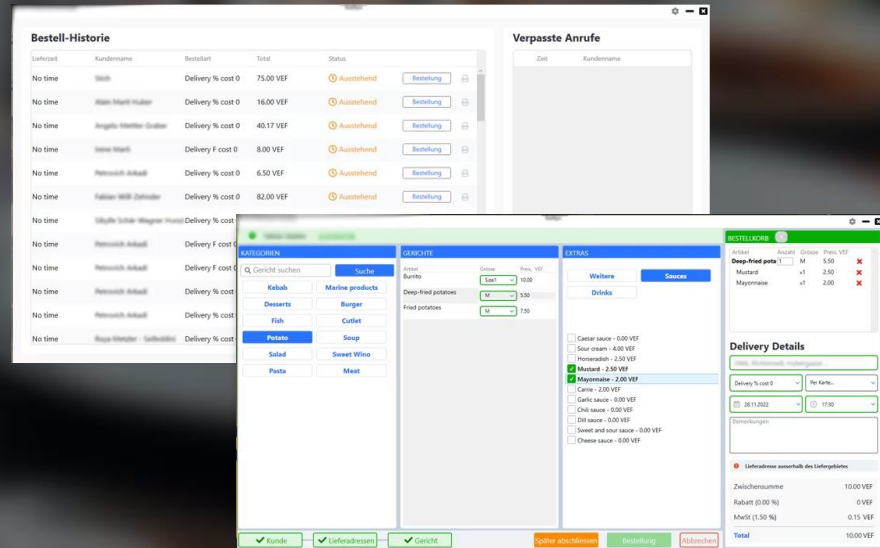 Bestell-Historie
Lieferzeit Kundenname Bestellart Total Status
No time Delivery % cost 0 75.00 VEF Ausstehend Bestellung
No time Delivery % cost 0 16.00 VEF Ausstehend Bestellung
No time Delivery % cost 0 40.17 VEF Ausstehend Bestellung
No time Delivery F cost 0 8.00 VEF Ausstehend Bestellung
No time Delivery % cost 0 6.50 VEF Ausstehend Bestellung
No time Delivery % cost 0 82.00 VEF Ausstehend Bestellung
No time Delivery % cost
No time Delivery F cost
No time Delivery F cost
No time Delivery % cost
No time Delivery % cost
No time Delivery % cost
Verpasste Anrufe
Zeit Kundenname
KATEGORIEN
Gericht suchen Suche
Kebab Marine products
Desserts Burger
Fish Cutlet
Potato Soup
Salad Sweet Wino
Pasta Meat
GERICHTE
Artikel Grösse Preis, VEF
Burrito Size1 10.00
Deep-fried potatoes M 5.50
Fried potatoes M 7.50
EXTRAS
Weitere Sauces
Drinks
Caesar sauce - 0.00 VEF
Sour cream - 4.00 VEF
Horseradish - 2.50 VEF
Mustard - 2.50 VEF
Mayonnaise - 2.00 VEF
Carrie - 2.00 VEF
Garlic sauce - 0.00 VEF
Chili sauce - 0.00 VEF
Dill sauce - 0.00 VEF
Sweet and sour sauce - 0.00 VEF
Cheese sauce - 0.00 VEF
BESTELLKORB
Artikel Anzahl Grösse Preis, VEF
Deep-fried pota 1 M 5.50
Mustard x1 2.50
Mayonnaise x1 2.00
Delivery Details
Delivery % cost 0 Per Karte...
28.11.2022 17:30
Bemerkungen
Lieferadresse ausserhalb des Liefergebietes
Zwischensumme 10.00 VEF
Rabatt (0.00 %) 0 VEF
MwSt (1.50 %) 0.15 VEF
Total 10.00 VEF
Kunde Lieferadressen Gericht Später abschliessen Bestellung Abbrechen